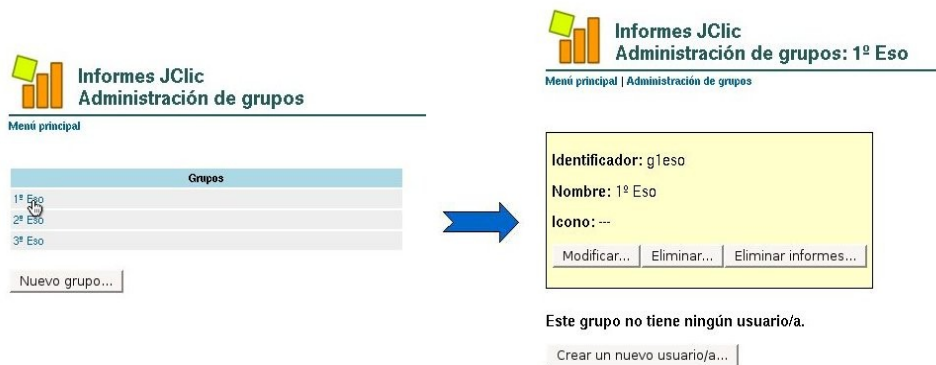 Informes JClic
Administración de grupos
Menú principal
Grupos
1º Eso
2º Eso
3º Eso
Nuevo grupo...
Informes JClic
Administración de grupos: 1º Eso
Menú principal | Administración de grupos
Identificador: g1eso
Nombre: 1º Eso
Icono: ---
Modificar... Eliminar... Eliminar informes...
Este grupo no tiene ningún usuario/a.
Crear un nuevo usuario/a...